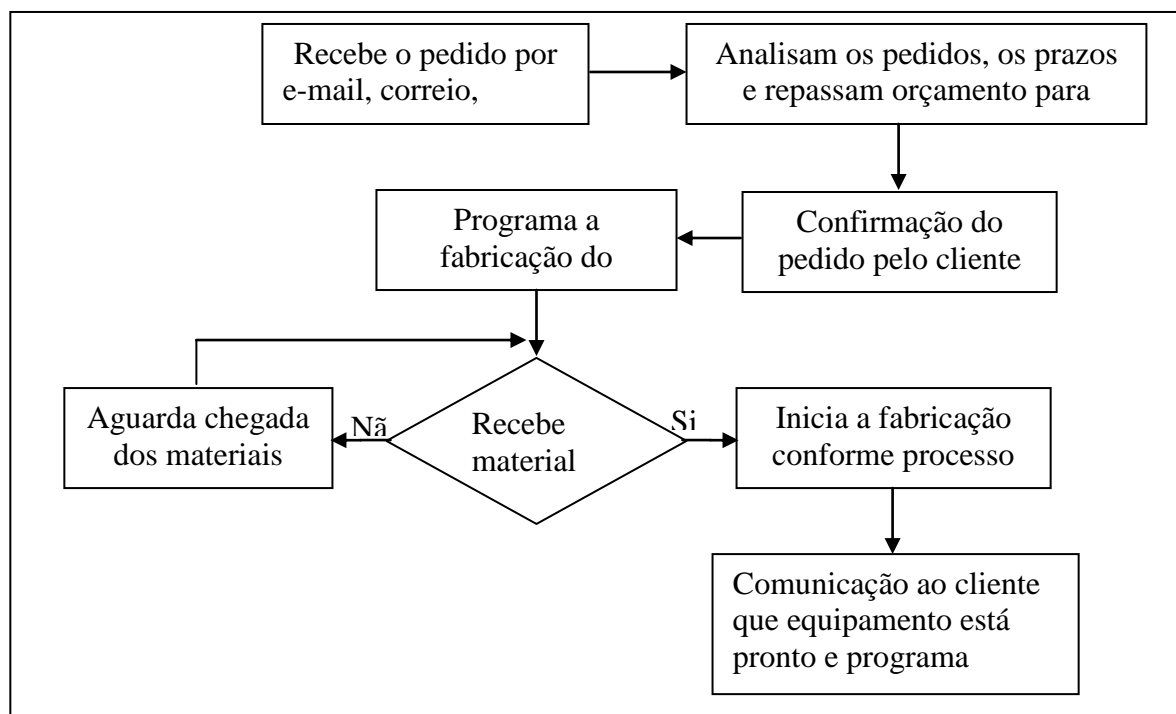 Recebe o pedido por
e-mail, correio,
Analisam os pedidos, os prazos
e repassam orçamento para
Confirmação do
pedido pelo cliente
Programa a
fabricação do
Recebe
material
Nã
Aguarda chegada
dos materiais
Si
Inicia a fabricação
conforme processo
Comunicação ao cliente
que equipamento está
pronto e programa